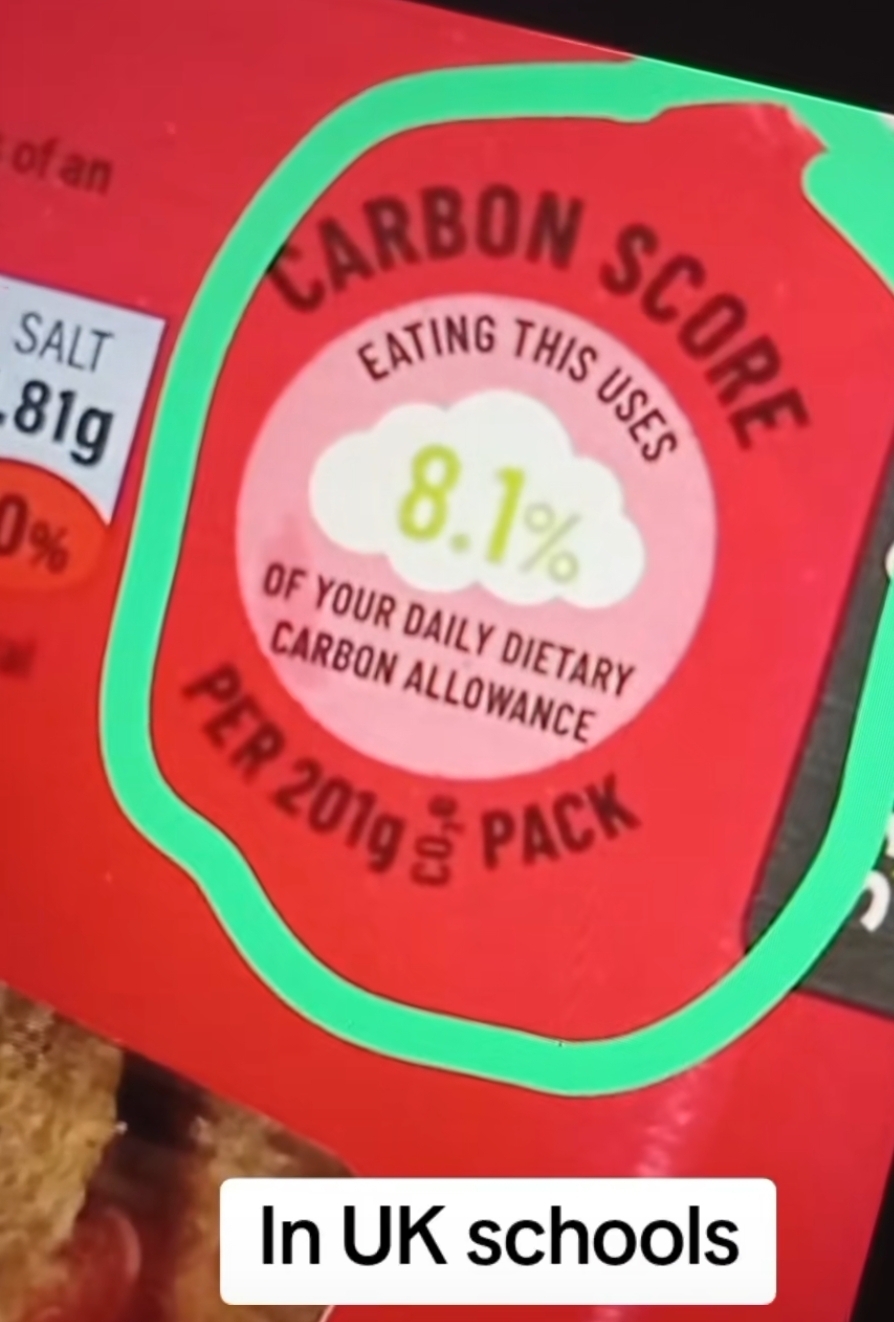 of an
CARBON SCORE
EATING THIS USES
8.1%
OF YOUR DAILY DIETARY
CARBON ALLOWANCE
PER 201g CO₂e PACK
SALT
.81g
0%
In UK schools